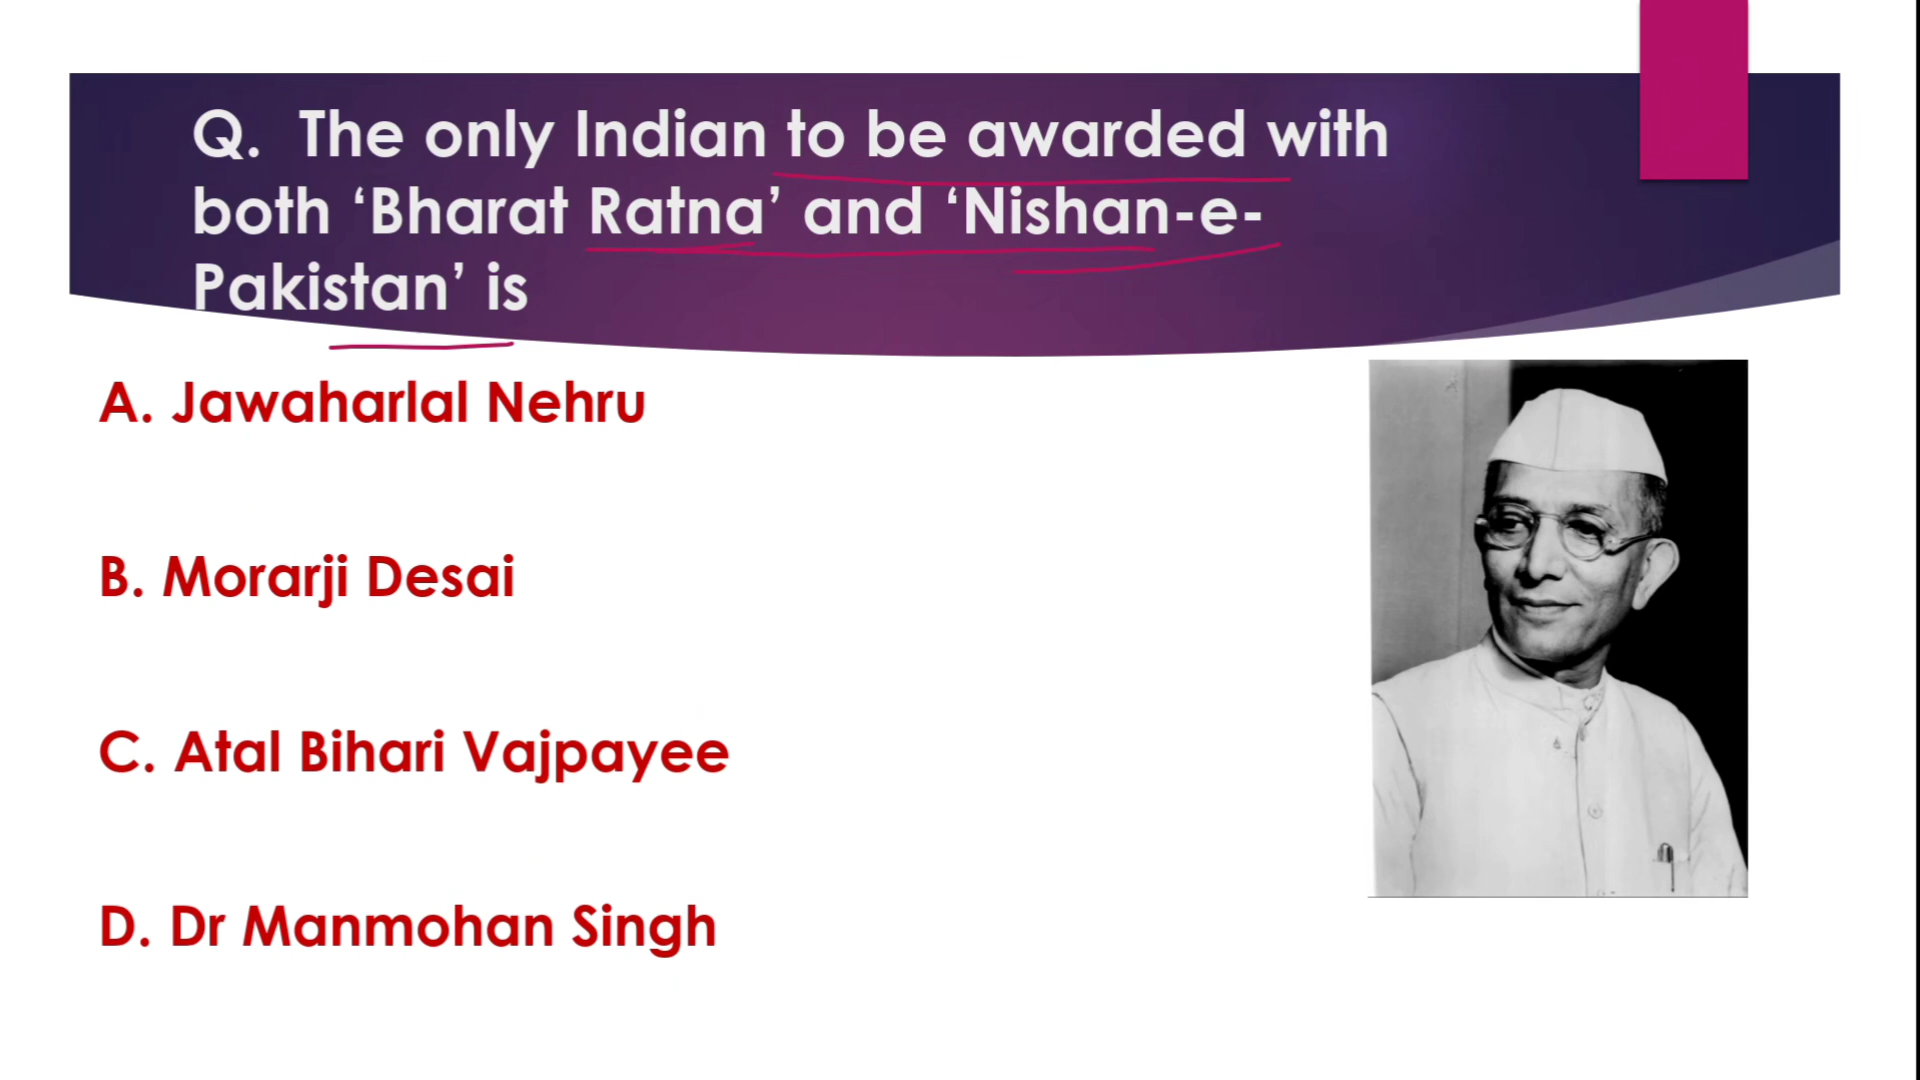 Q. The only Indian to be awarded with
both ‘Bharat Ratna’ and ‘Nishan-e-
Pakistan’ is
A. Jawaharlal Nehru
B. Morarji Desai
C. Atal Bihari Vajpayee
D. Dr Manmohan Singh